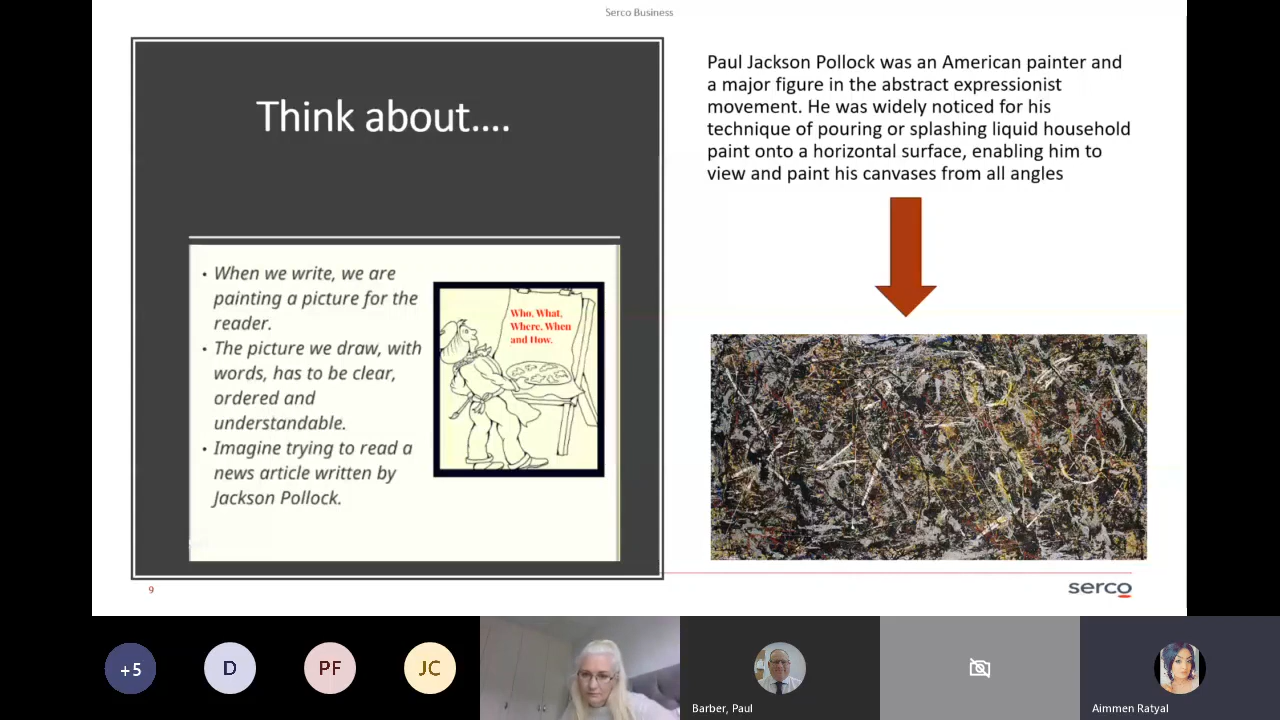 Serco Business
Think about....
• When we write, we are
painting a picture for the
reader.
• The picture we draw, with
words, has to be clear,
ordered and
understandable.
• Imagine trying to read a
news article written by
Jackson Pollock.
Who, What,
Where, When
and How.
Paul Jackson Pollock was an American painter and
a major figure in the abstract expressionist
movement. He was widely noticed for his
technique of pouring or splashing liquid household
paint onto a horizontal surface, enabling him to
view and paint his canvases from all angles
9
serco
+5
D
PF
JC
Barber, Paul
Aimmen Ratyal